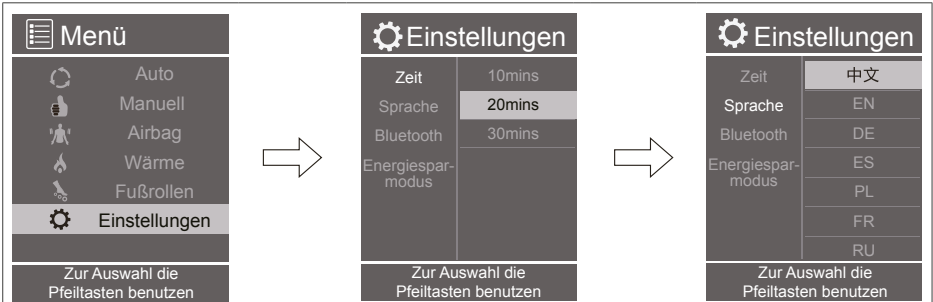 Menü
Auto
Manuell
Airbag
Wärme
Fußrollen
Einstellungen
Zur Auswahl die
Pfeiltasten benutzen
Einstellungen
Zeit
10mins
Sprache
20mins
Bluetooth
30mins
Energiespar-
modus
Zur Auswahl die
Pfeiltasten benutzen
Einstellungen
Zeit
中文
Sprache
EN
Bluetooth
DE
Energiespar-
modus
ES
PL
FR
RU
Zur Auswahl die
Pfeiltasten benutzen